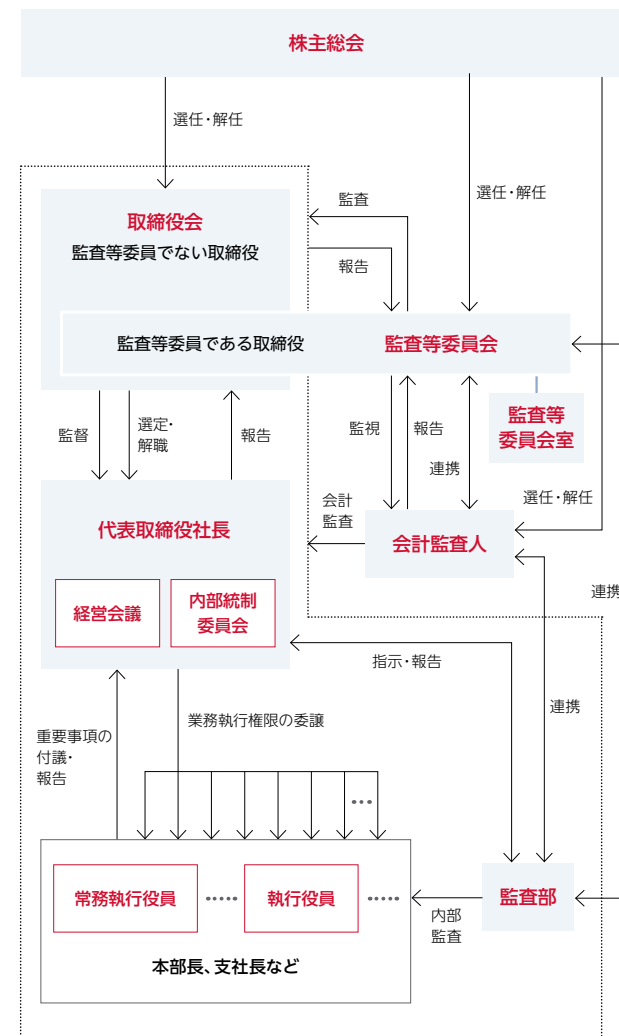 株主総会
選任・解任
選任・解任
取締役会
監査等委員でない取締役
監査
報告
監査等委員である取締役
監査等委員会
監査等
委員会室
監督
選定・
解職
報告
監視
報告
連携
選任・解任
代表取締役社長
会計
監査
会計監査人
経営会議
内部統制
委員会
連携
指示・報告
連携
重要事項の
付議・
報告
業務執行権限の委譲
常務執行役員
執行役員
監査部
内部
監査
本部長、支社長など